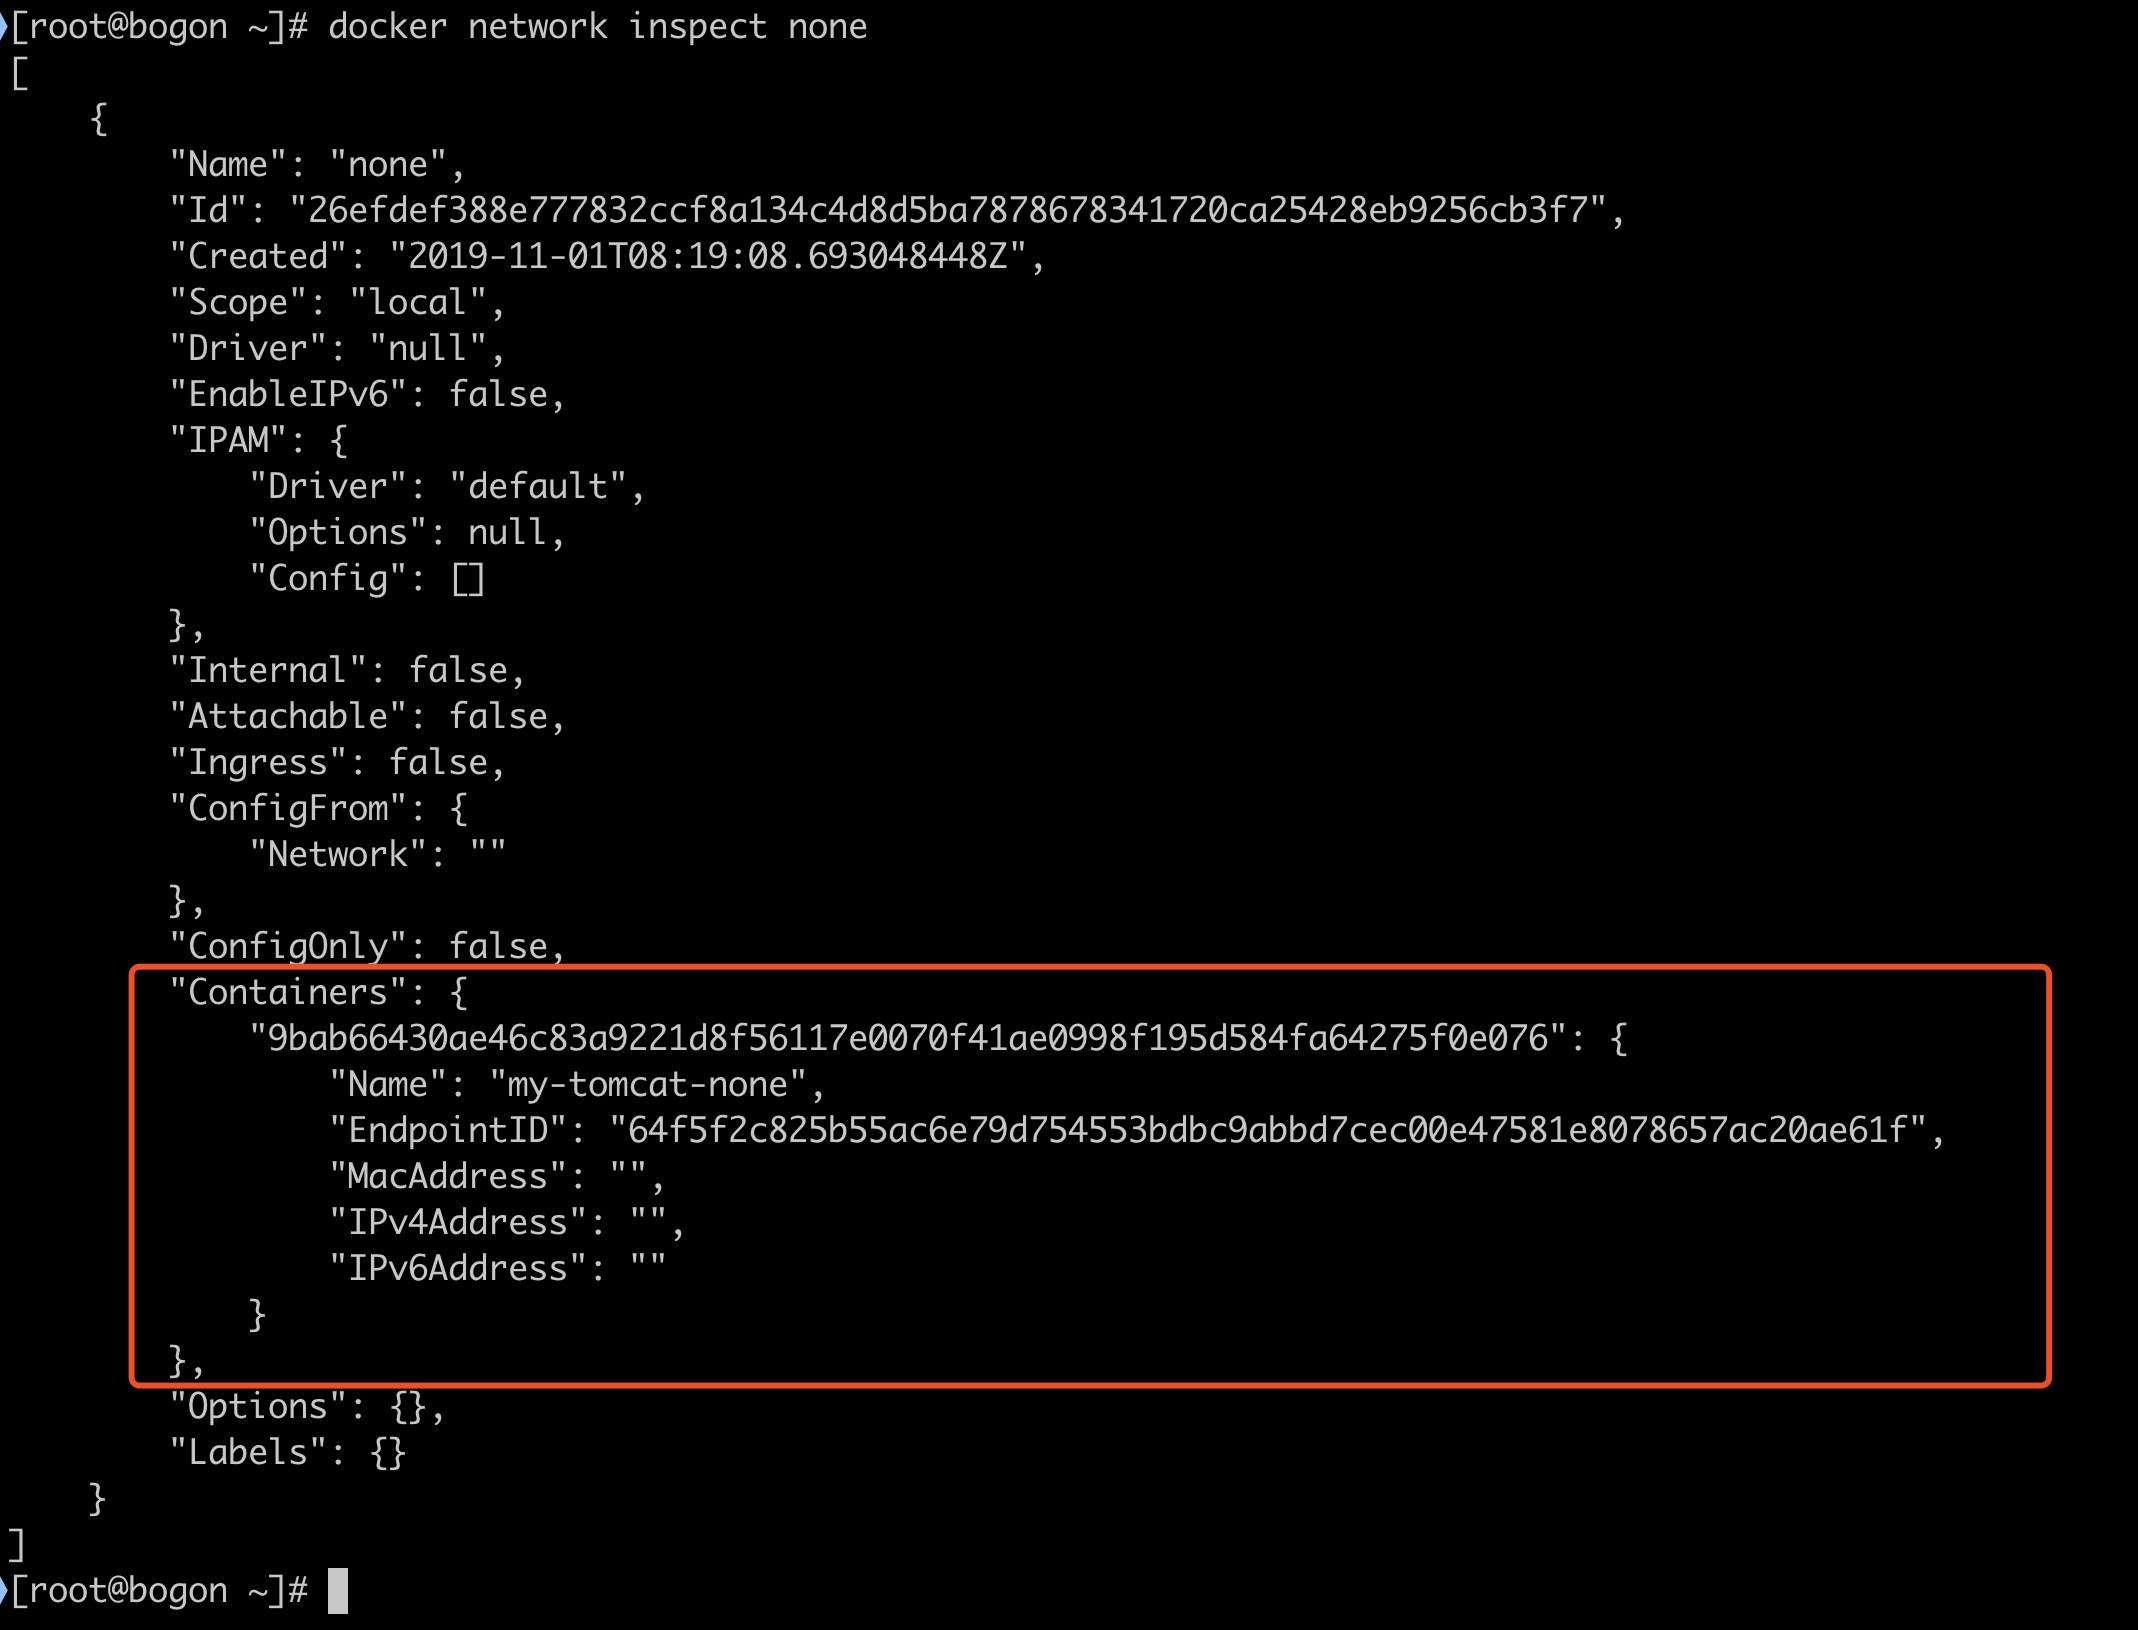 [root@bogon ~]# docker network inspect none
[
    {
        "Name": "none",
        "Id": "26efdef388e777832ccf8a134c4d8d5ba7878678341720ca25428eb9256cb3f7",
        "Created": "2019-11-01T08:19:08.693048448Z",
        "Scope": "local",
        "Driver": "null",
        "EnableIPv6": false,
        "IPAM": {
            "Driver": "default",
            "Options": null,
            "Config": []
        },
        "Internal": false,
        "Attachable": false,
        "Ingress": false,
        "ConfigFrom": {
            "Network": ""
        },
        "ConfigOnly": false,
        "Containers": {
            "9bab66430ae46c83a9221d8f56117e0070f41ae0998f195d584fa64275f0e076": {
                "Name": "my-tomcat-none",
                "EndpointID": "64f5f2c825b55ac6e79d754553bdbc9abbd7cec00e47581e8078657ac20ae61f",
                "MacAddress": "",
                "IPv4Address": "",
                "IPv6Address": ""
            }
        },
        "Options": {},
        "Labels": {}
    }
]
[root@bogon ~]#